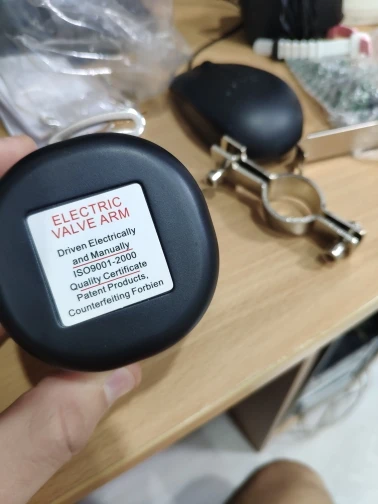 ELECTRIC
VALVE ARM
Driven Electrically
and Manually
ISO9001-2000
Quality Certificate
Patent Products,
Counterfeiting Forbien